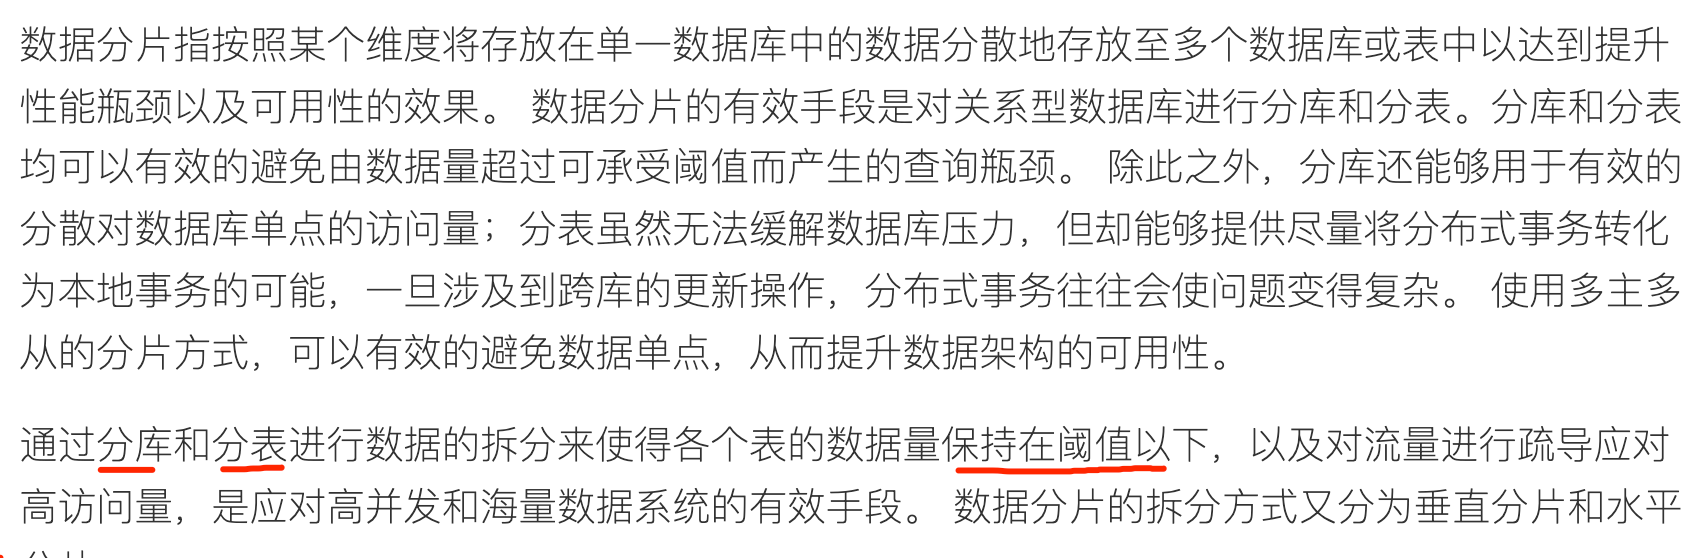 数据分片指按照某个维度将存放在单一数据库中的数据分散地存放至多个数据库或表中以达到提升
性能瓶颈以及可用性的效果。 数据分片的有效手段是对关系型数据库进行分库和分表。分库和分表
均可以有效的避免由数据量超过可承受阈值而产生的查询瓶颈。 除此之外，分库还能够用于有效的
分散对数据库单点的访问量；分表虽然无法缓解数据库压力，但却能够提供尽量将分布式事务转化
为本地事务的可能，一旦涉及到跨库的更新操作，分布式事务往往会使问题变得复杂。 使用多主多
从的分片方式，可以有效的避免数据单点，从而提升数据架构的可用性。
通过分库和分表进行数据的拆分来使得各个表的数据量保持在阈值以下，以及对流量进行疏导应对
高访问量，是应对高并发和海量数据系统的有效手段。 数据分片的拆分方式又分为垂直分片和水平